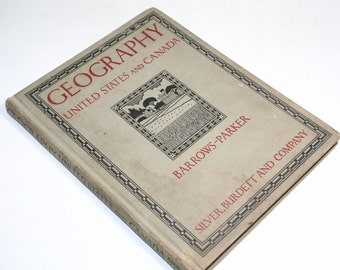 GEOGRAPHY
UNITED STATES AND CANADA
BARROWS-PARKER
SILVER, BURDETT AND COMPANY